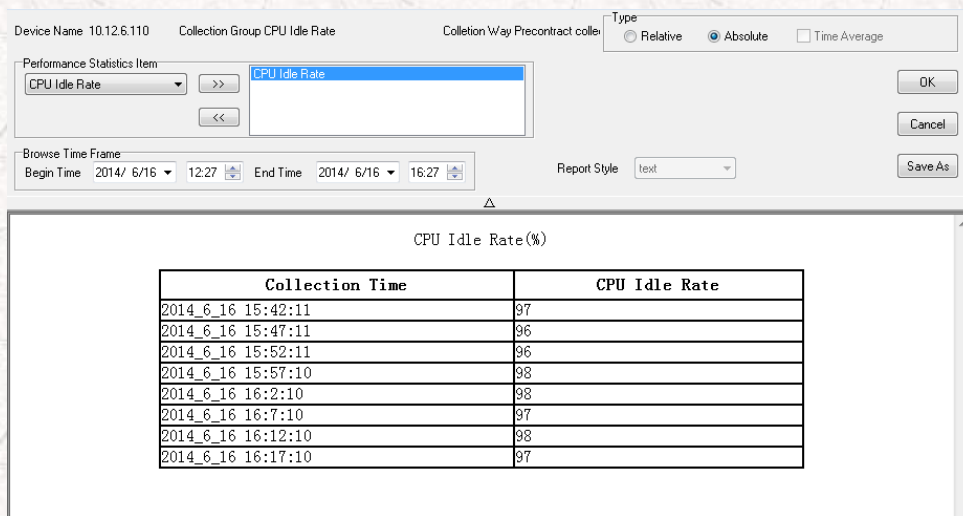 Type
Device Name 10.12.6.110 Collection Group CPU Idle Rate Colletion Way Precontract colle Relative Absolute Time Average
Performance Statistics Item
CPU Idle Rate >> CPU Idle Rate OK
<< Cancel
Browse Time Frame
Begin Time 2014/ 6/16 12:27 End Time 2014/ 6/16 16:27 Report Style text Save As
CPU Idle Rate(%)
Collection Time CPU Idle Rate
2014_6_16 15:42:11 97
2014_6_16 15:47:11 96
2014_6_16 15:52:11 96
2014_6_16 15:57:10 98
2014_6_16 16:2:10 98
2014_6_16 16:7:10 97
2014_6_16 16:12:10 98
2014_6_16 16:17:10 97